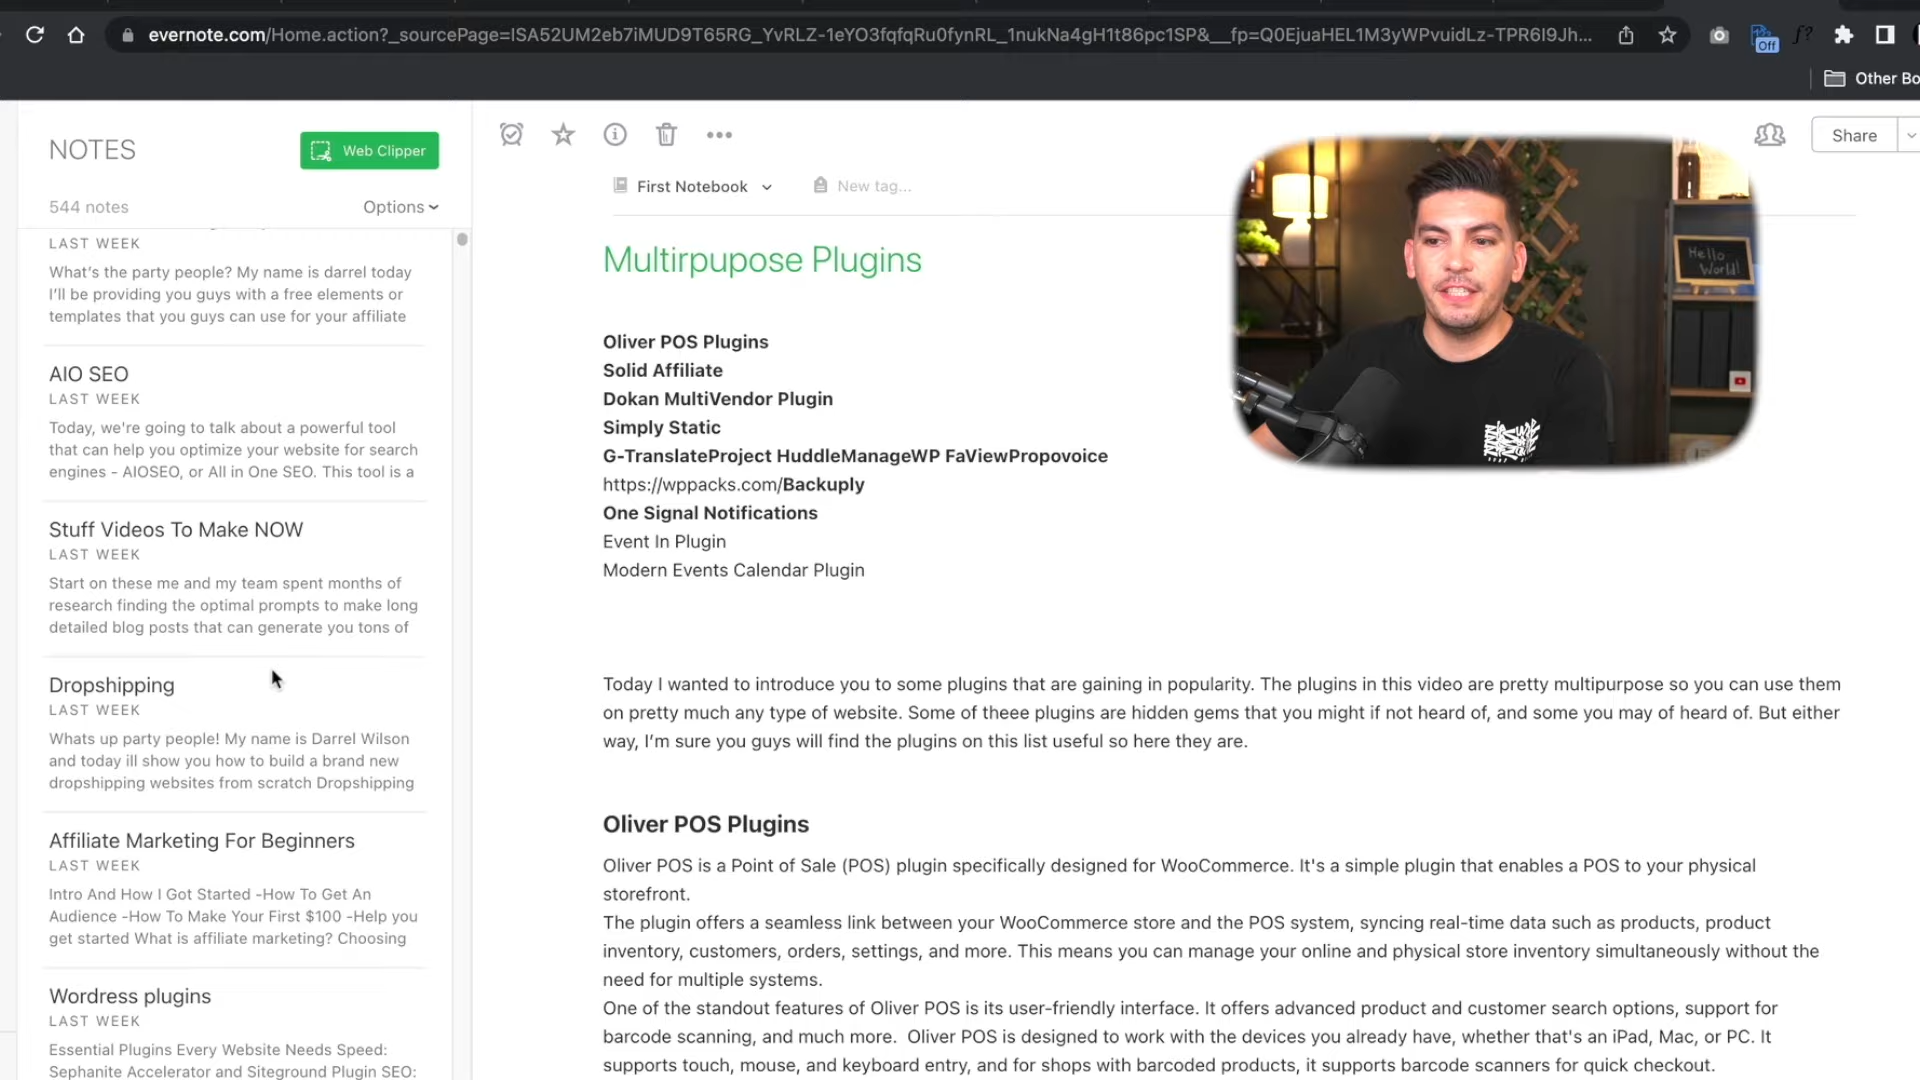 evernote.com/Home.action?_sourcePage=ISA52UM2eb7iMUD9T65RG_YvRLZ-1eYO3fqfqRu0fynRL_1nukNa4gH1t86pc1SP&__fp=Q0EjuaHEL1M3yWPvuidLz-TPR6I9Jh...
Off
f?
Other Bo
NOTES
Web Clipper
544 notes
Options
LAST WEEK
What's the party people? My name is darrel today
I'll be providing you guys with a free elements or
templates that you guys can use for your affiliate
AIO SEO
LAST WEEK
Today, we're going to talk about a powerful tool
that can help you optimize your website for search
engines - AIOSEO, or All in One SEO. This tool is a
Stuff Videos To Make NOW
LAST WEEK
Start on these me and my team spent months of
research finding the optimal prompts to make long
detailed blog posts that can generate you tons of
Dropshipping
LAST WEEK
Whats up party people! My name is Darrel Wilson
and today ill show you how to build a brand new
dropshipping websites from scratch Dropshipping
Affiliate Marketing For Beginners
LAST WEEK
Intro And How I Got Started -How To Get An
Audience -How To Make Your First $100 -Help you
get started What is affiliate marketing? Choosing
Wordress plugins
LAST WEEK
Essential Plugins Every Website Needs Speed:
Sephanite Accelerator and Siteground Plugin SEO:
Share
First Notebook
New tag...
Multirpupose Plugins
Hello
World!
Oliver POS Plugins
Solid Affiliate
Dokan MultiVendor Plugin
Simply Static
G-TranslateProject HuddleManageWP FaViewPropovoice
https://wppacks.com/Backuply
One Signal Notifications
Event In Plugin
Modern Events Calendar Plugin
Today I wanted to introduce you to some plugins that are gaining in popularity. The plugins in this video are pretty multipurpose so you can use them
on pretty much any type of website. Some of theee plugins are hidden gems that you might if not heard of, and some you may of heard of. But either
way, I'm sure you guys will find the plugins on this list useful so here they are.
Oliver POS Plugins
Oliver POS is a Point of Sale (POS) plugin specifically designed for WooCommerce. It's a simple plugin that enables a POS to your physical
storefront.
The plugin offers a seamless link between your WooCommerce store and the POS system, syncing real-time data such as products, product
inventory, customers, orders, settings, and more. This means you can manage your online and physical store inventory simultaneously without the
need for multiple systems.
One of the standout features of Oliver POS is its user-friendly interface. It offers advanced product and customer search options, support for
barcode scanning, and much more.  Oliver POS is designed to work with the devices you already have, whether that's an iPad, Mac, or PC. It
supports touch, mouse, and keyboard entry, and for shops with barcoded products, it supports barcode scanners for quick checkout.